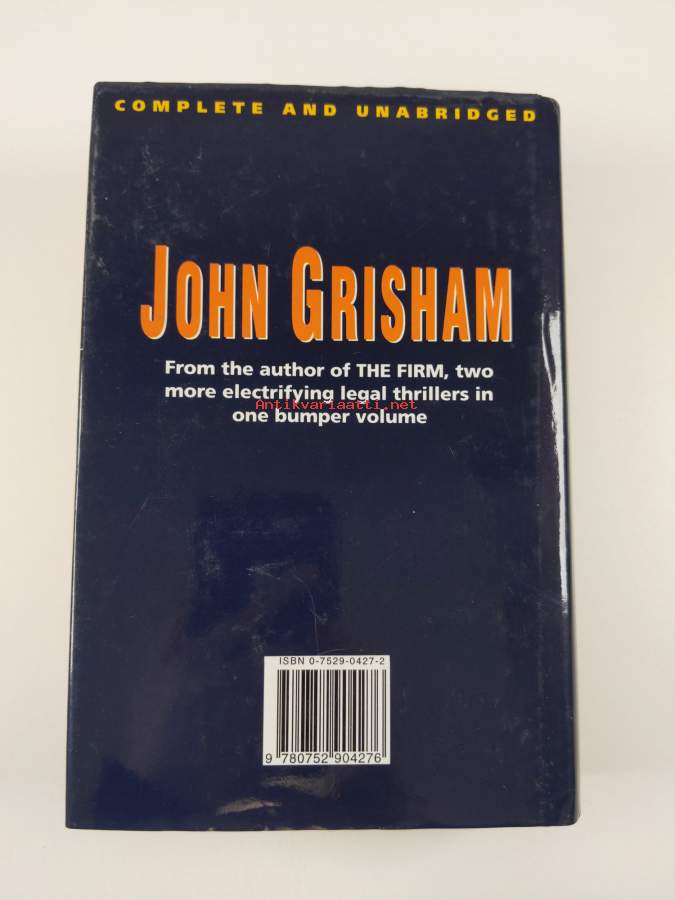 COMPLETE AND UNABRIDGED
JOHN GRISHAM
From the author of THE FIRM, two
more electrifying legal thrillers in
Antikvariaatti.net
one bumper volume
ISBN 0-7529-0427-2
9 780752 904276